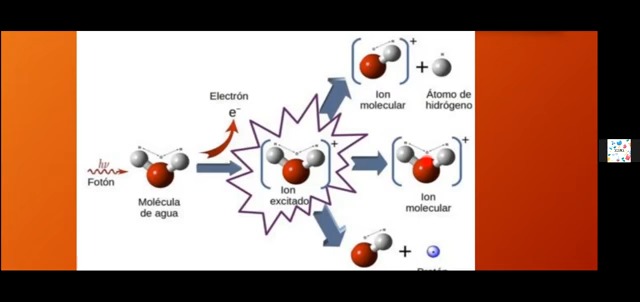 +
+
Ion
molecular
Átomo de
hidrógeno
Electrón
e⁻
hν
Fotón
Molécula
de agua
+
Ion
excitado
+
Ion
molecular
+